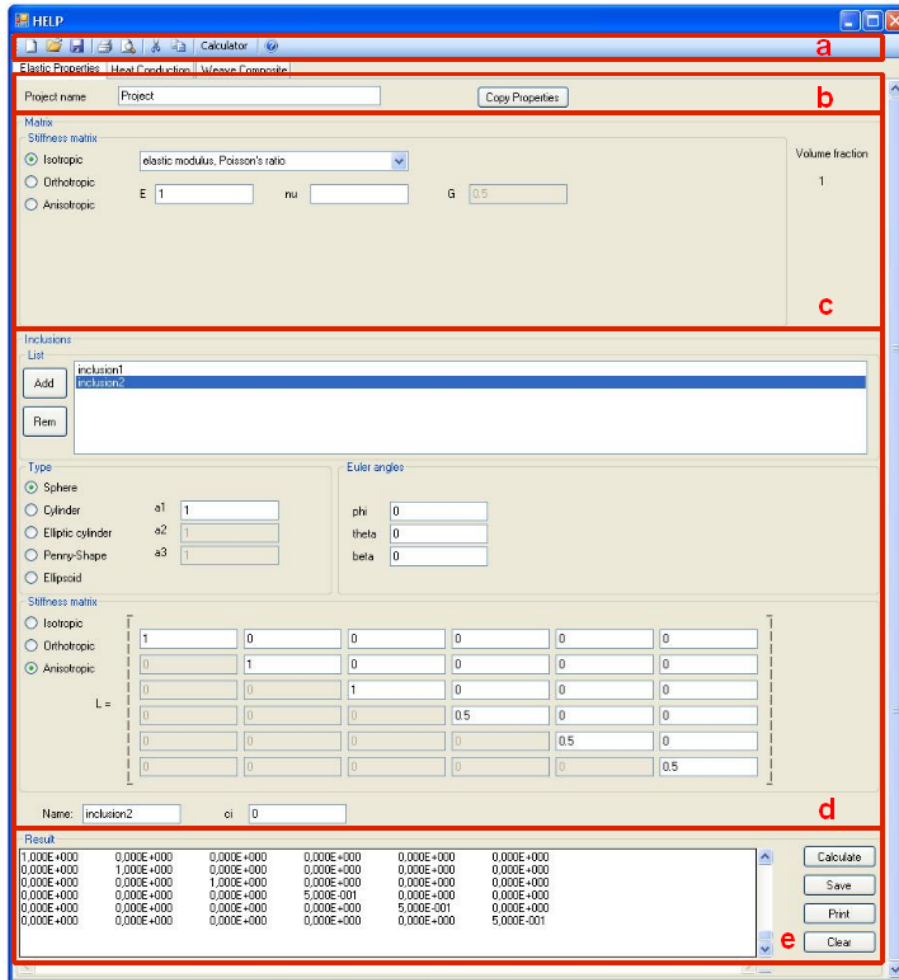 HELP
Calculator
a
Elastic Properties Heat Conduction Weave Composite
Project name Project Copy Properties
b
Matrix
Stiffness matrix
Isotropic elastic modulus, Poisson's ratio Volume fraction
Orthotropic 1
Anisotropic E 1 nu G 0.5
c
Inclusions
List
Add inclusion1
inclusion2
Rem
Type Euler angles
Sphere
Cylinder a1 1 phi 0
Elliptic cylinder a2 1 theta 0
Penny-Shape a3 1 beta 0
Ellipsoid
Stiffness matrix
Isotropic
Orthotropic 1 0 0 0 0 0
Anisotropic 0 1 0 0 0 0
0 0 1 0 0 0
L =
0 0 0 0.5 0 0
0 0 0 0 0.5 0
0 0 0 0 0 0.5
Name: inclusion2 ci 0
d
Result
1,000E+000 0,000E+000 0,000E+000 0,000E+000 0,000E+000 0,000E+000
0,000E+000 1,000E+000 0,000E+000 0,000E+000 0,000E+000 0,000E+000
0,000E+000 0,000E+000 1,000E+000 0,000E+000 0,000E+000 0,000E+000
0,000E+000 0,000E+000 0,000E+000 5,000E-001 0,000E+000 0,000E+000
0,000E+000 0,000E+000 0,000E+000 0,000E+000 5,000E-001 0,000E+000
0,000E+000 0,000E+000 0,000E+000 0,000E+000 0,000E+000 5,000E-001
Calculate
Save
Print
Clear
e